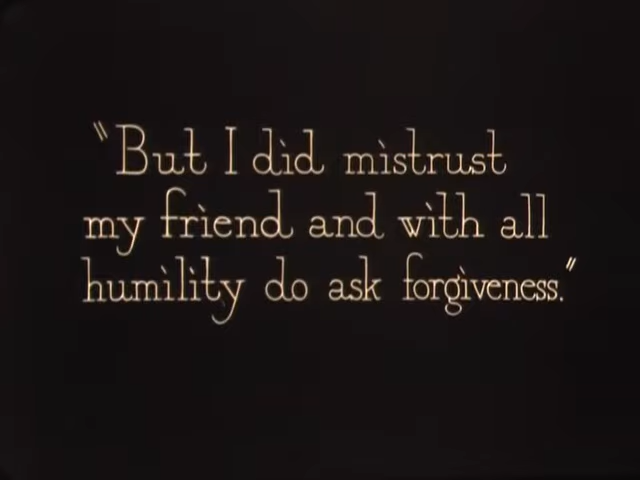 "But I did mistrust
my friend and with all
humility do ask forgiveness."